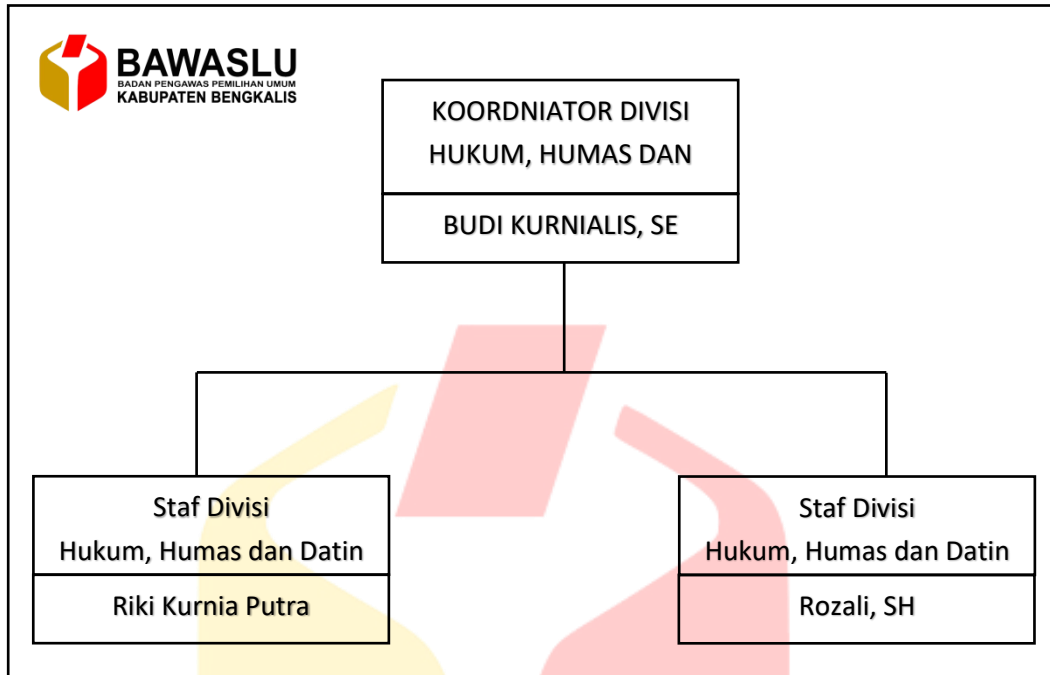 BAWASLU
BADAN PENGAWAS PEMILIHAN UMUM
KABUPATEN BENGKALIS
KOORDNIATOR DIVISI
HUKUM, HUMAS DAN
BUDI KURNIALIS, SE
Staf Divisi
Hukum, Humas dan Datin
Riki Kurnia Putra
Staf Divisi
Hukum, Humas dan Datin
Rozali, SH